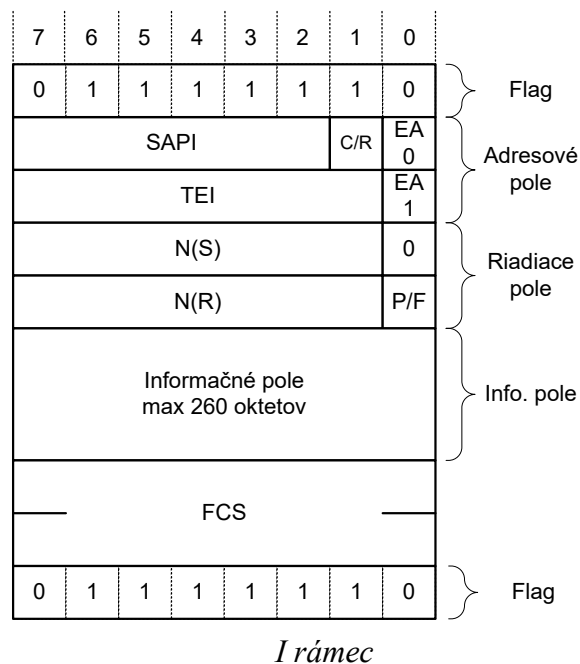 7 6 5 4 3 2 1 0
0 1 1 1 1 1 1 0 Flag
SAPI C/R EA 0
Adresové pole
TEI EA 1
N(S) 0
Riadiace pole
N(R) P/F
Informačné pole
max 260 oktetov
Info. pole
FCS
0 1 1 1 1 1 1 0 Flag
I rámec